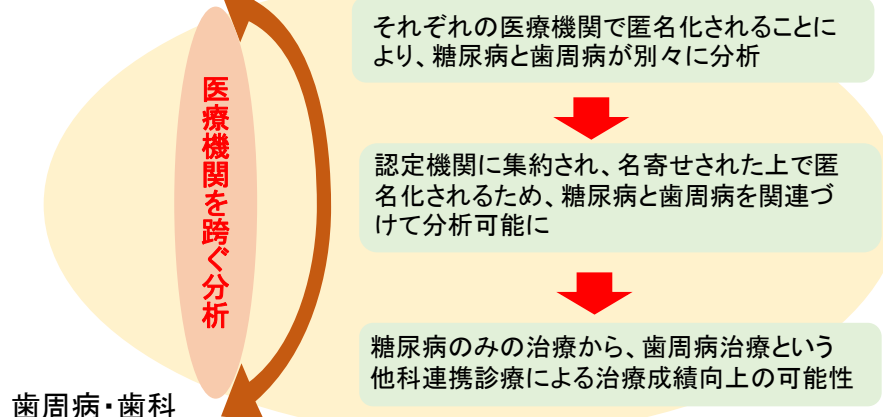 それぞれの医療機関で匿名化されることに
より、糖尿病と歯周病が別々に分析
医療機関を跨ぐ分析
認定機関に集約され、名寄せされた上で匿
名化されるため、糖尿病と歯周病を関連づ
けて分析可能に
糖尿病のみの治療から、歯周病治療という
他科連携診療による治療成績向上の可能性
歯周病・歯科